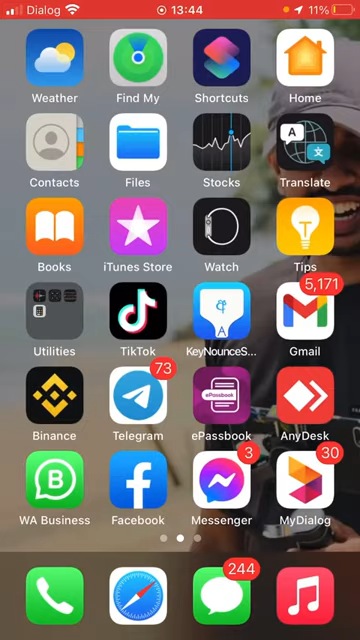 Dialog 13:44 11%
Weather Find My Shortcuts Home
Contacts Files Stocks Translate
Books iTunes Store Watch Tips
5,171
Utilities TikTok KeyNounceS... Gmail
73
ePassbook
Binance Telegram ePassbook AnyDesk
3 30
WA Business Facebook Messenger MyDialog
244